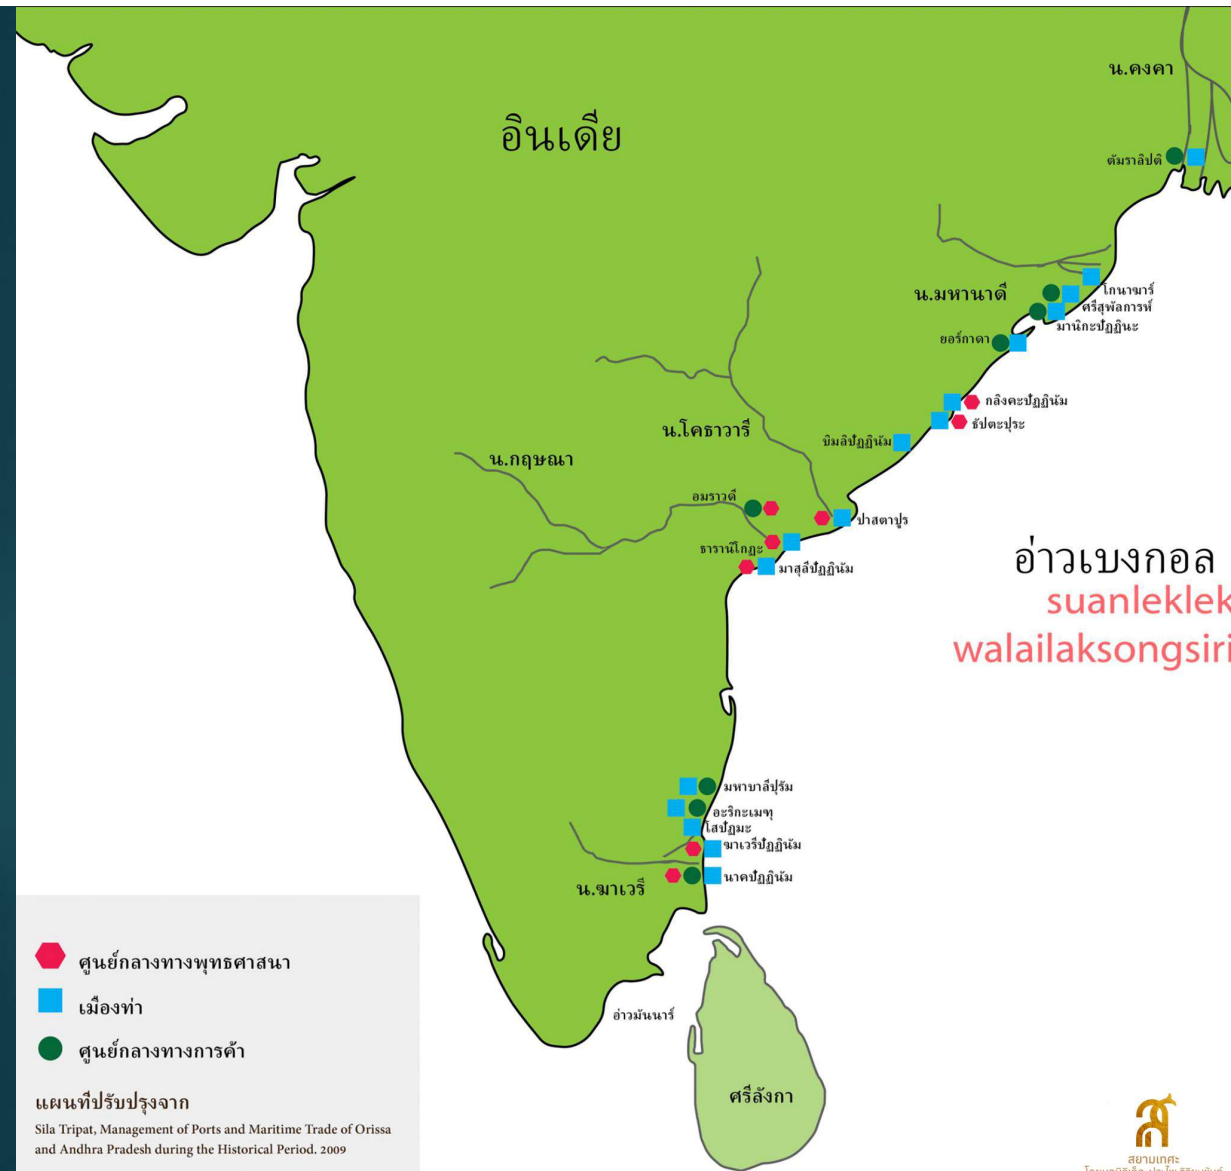 น.คงคา
อินเดีย
ตัมราลิปติ
น.มหานาดี
โกนาฆาร์
ศรีสุพัลการห์
มานิกะปัฏฏินะ
ยอร์กาดา
กลิงคะปัฏฏินัม
ธัปตะปุระ
น.โคธาวารี
บิมลิปัฏฏินัม
น.กฤษณา
อมราวดี
ปาสตาปูร
ธารานีโกฏะ
มาสุลีปัฏฏินัม
อ่าวเบงกอล
suanleklek
walailaksongsiri
มหาบาลีปุรัม
อะริกะเมฑุ
โสปัฏมะ
ฆาเวรีปัฏฏินัม
น.ฆาเวรี
นาคปัฏฏินัม
ศูนย์กลางทางพุทธศาสนา
เมืองท่า
ศูนย์กลางทางการค้า
อ่าวมันนาร์
ศรีลังกา
แผนที่ปรับปรุงจาก
Sila Tripat, Management of Ports and Maritime Trade of Orissa
and Andhra Pradesh during the Historical Period. 2009
สยามเทศะ